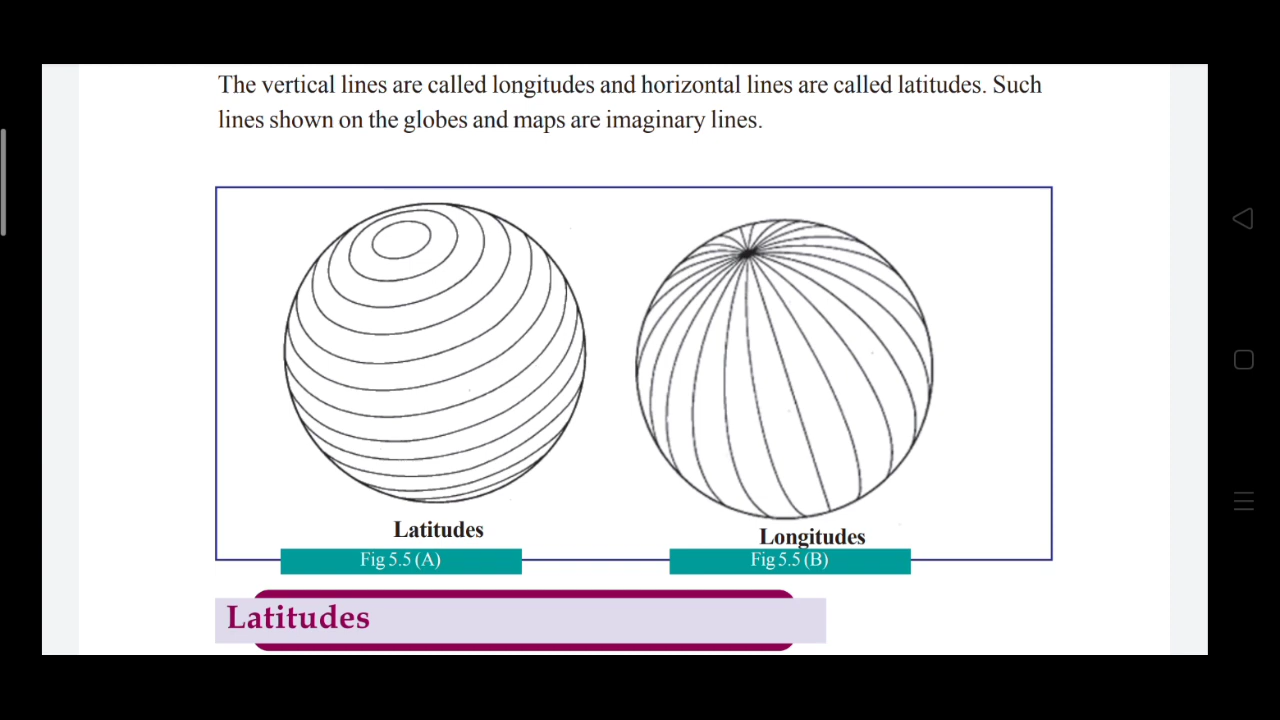 The vertical lines are called longitudes and horizontal lines are called latitudes. Such
lines shown on the globes and maps are imaginary lines.
Latitudes
Fig 5.5 (A)
Longitudes
Fig 5.5 (B)
Latitudes